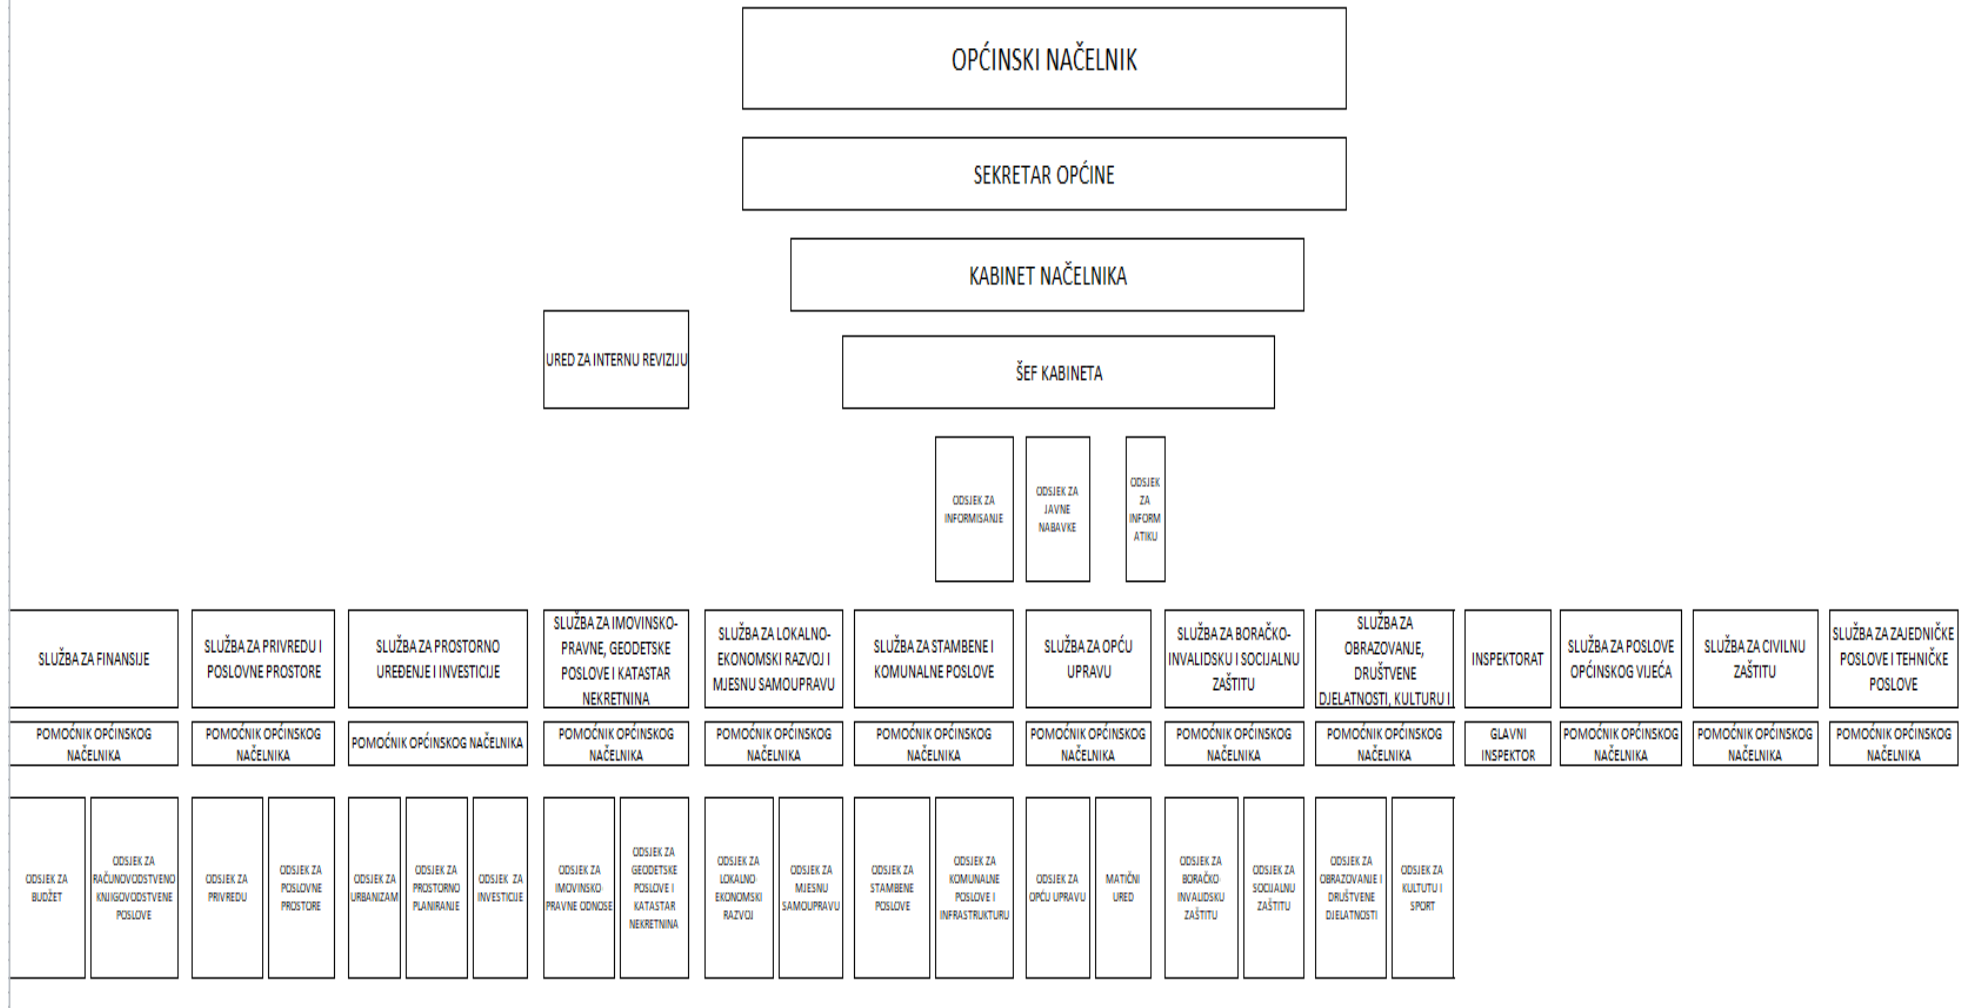 OPĆINSKI NAČELNIK
SEKRETAR OPĆINE
KABINET NAČELNIKA
URED ZA INTERNU REVIZIJU
ŠEF KABINETA
ODSJEK ZA
INFORMISANJE
ODSJEK ZA
JAVNE
NABAVKE
ODSJEK
ZA
INFORM
ATIKU
SLUŽBA ZA FINANSIJE
SLUŽBA ZA PRIVREDU I
POSLOVNE PROSTORE
SLUŽBA ZA PROSTORNO
UREĐENJE I INVESTICIJE
SLUŽBA ZA IMOVINSKO-
PRAVNE, GEODETSKE
POSLOVE I KATASTAR
NEKRETNINA
SLUŽBA ZA LOKALNO-
EKONOMSKI RAZVOJ I
MJESNU SAMOUPRAVU
SLUŽBA ZA STAMBENE I
KOMUNALNE POSLOVE
SLUŽBA ZA OPĆU
UPRAVU
SLUŽBA ZA BORAČKO-
INVALIDSKU I SOCIJALNU
ZAŠTITU
SLUŽBA ZA
OBRAZOVANJE,
DRUŠTVENE
DJELATNOSTI, KULTURU I
INSPEKTORAT
SLUŽBA ZA POSLOVE
OPĆINSKOG VIJEĆA
SLUŽBA ZA CIVILNU
ZAŠTITU
SLUŽBA ZA ZAJEDNIČKE
POSLOVE I TEHNIČKE
POSLOVE
POMOĆNIK OPĆINSKOG
NAČELNIKA
POMOĆNIK OPĆINSKOG
NAČELNIKA
POMOĆNIK OPĆINSKOG NAČELNIKA
POMOĆNIK OPĆINSKOG
NAČELNIKA
POMOĆNIK OPĆINSKOG
NAČELNIKA
POMOĆNIK OPĆINSKOG
NAČELNIKA
POMOĆNIK OPĆINSKOG
NAČELNIKA
POMOĆNIK OPĆINSKOG
NAČELNIKA
POMOĆNIK OPĆINSKOG
NAČELNIKA
GLAVNI
INSPEKTOR
POMOĆNIK OPĆINSKOG
NAČELNIKA
POMOĆNIK OPĆINSKOG
NAČELNIKA
POMOĆNIK OPĆINSKOG
NAČELNIKA
ODSJEK ZA
BUDŽET
ODSJEK ZA
RAČUNOVODSTVENO
KNJIGOVODSTVENE
POSLOVE
ODSJEK ZA
PRIVREDU
ODSJEK ZA
POSLOVNE
PROSTORE
ODSJEK ZA
URBANIZAM
ODSJEK ZA
PROSTORNO
PLANIRANJE
ODSJEK ZA
INVESTICIJE
ODSJEK ZA
IMOVINSKO-
PRAVNE ODNOSE
ODSJEK ZA
GEODETSKE
POSLOVE I
KATASTAR
NEKRETNINA
ODSJEK ZA
LOKALNO-
EKONOMSKI
RAZVOJ
ODSJEK ZA
MJESNU
SAMOUPRAVU
ODSJEK ZA
STAMBENE
POSLOVE
ODSJEK ZA
KOMUNALNE
POSLOVE I
INFRASTRUKTURU
ODSJEK ZA
OPĆU UPRAVU
MATIČNI
URED
ODSJEK ZA
BORAČKO-
INVALIDSKU
ZAŠTITU
ODSJEK ZA
SOCIJALNU
ZAŠTITU
ODSJEK ZA
OBRAZOVANJE I
DRUŠTVENE
DJELATNOSTI
ODSJEK ZA
KULTUTU I
SPORT